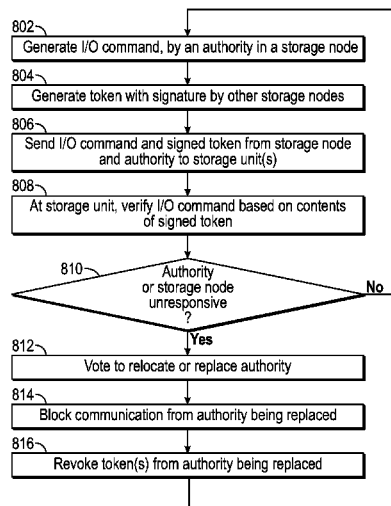 802
Generate I/O command, by an authority in a storage node
804
Generate token with signature by other storage nodes
806
Send I/O command and signed token from storage node
and authority to storage unit(s)
808
At storage unit, verify I/O command based on contents
of signed token
810
Authority
or storage node
unresponsive
?
No
Yes
812
Vote to relocate or replace authority
814
Block communication from authority being replaced
816
Revoke token(s) from authority being replaced